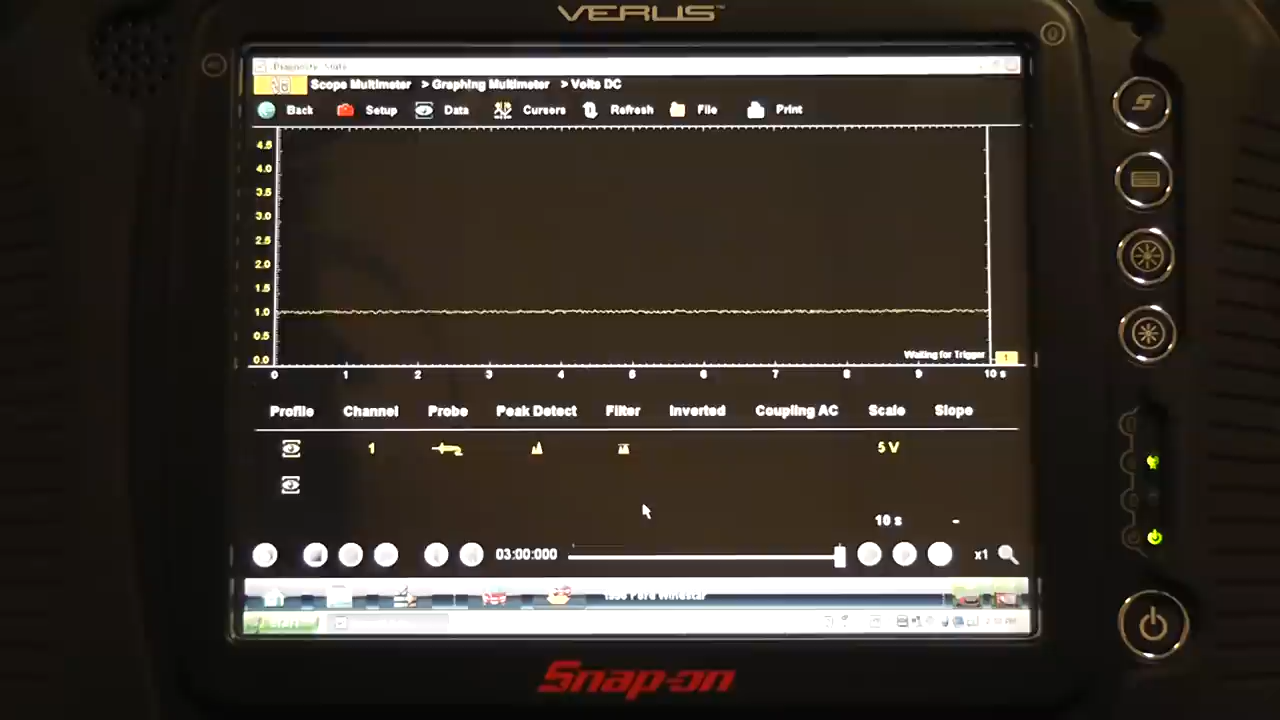 VERUS™
Scope Multimeter > Graphing Multimeter > Volts DC
Back Setup Data Cursors Refresh File Print
4.5
4.0
3.5
3.0
2.5
2.0
1.5
1.0
0.5
0.0
Waiting for Trigger 1
0 1 2 3 4 5 6 7 8 9 10 s
Profile Channel Probe Peak Detect Filter Inverted Coupling AC Scale Slope
1 5 V
10 s -
03:00:000 x1
Snap-on